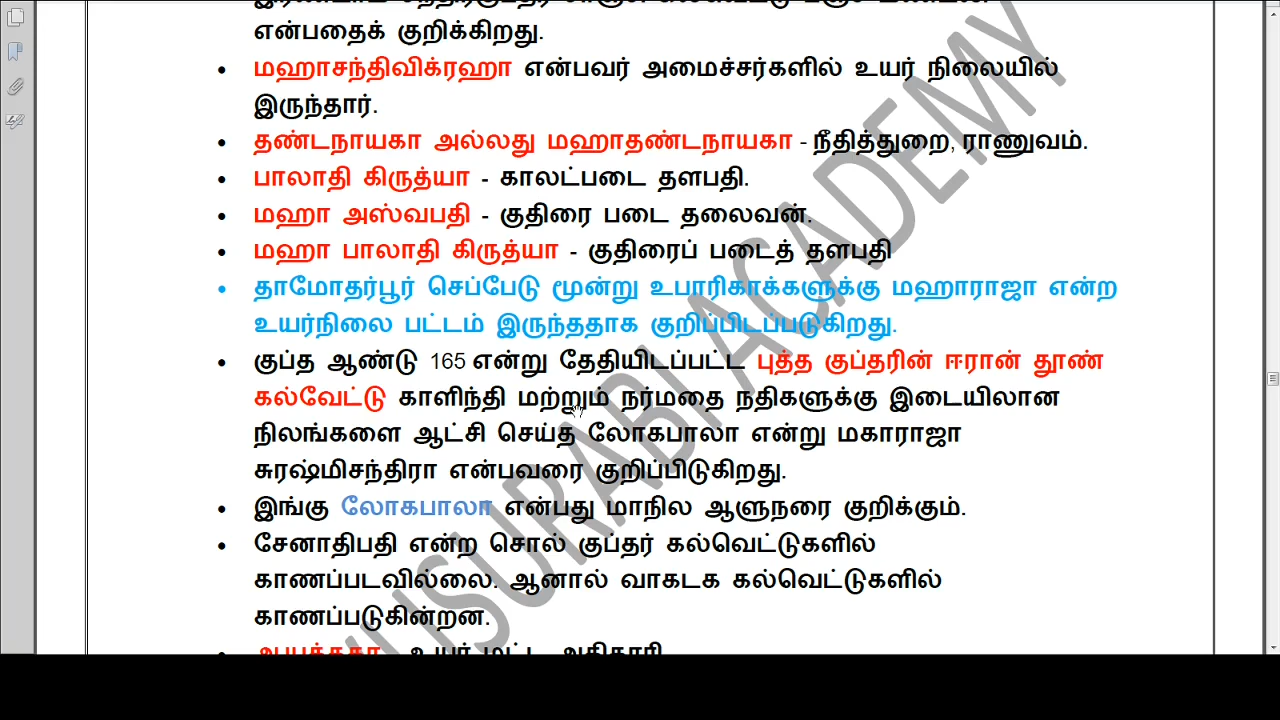 என்பதைக் குறிக்கிறது.
• மஹாசந்திவிக்ரஹா என்பவர் அமைச்சர்களில் உயர் நிலையில்
இருந்தார்.
• தண்டநாயகா அல்லது மஹாதண்டநாயகா - நீதித்துறை, ராணுவம்.
• பாலாதி கிருத்யா - காலட்படை தளபதி.
• மஹா அஸ்வபதி - குதிரை படை தலைவன்.
• மஹா பாலாதி கிருத்யா - குதிரைப் படைத் தளபதி
• தாமோதர்பூர் செப்பேடு மூன்று உபாரிகாக்களுக்கு மஹாராஜா என்ற
உயர்நிலை பட்டம் இருந்ததாக குறிப்பிடப்படுகிறது.
• குப்த ஆண்டு 165 என்று தேதியிடப்பட்ட புத்த குப்தரின் ஈரான் தூண்
கல்வேட்டு காளிந்தி மற்றும் நர்மதை நதிகளுக்கு இடையிலான
நிலங்களை ஆட்சி செய்த லோகபாலா என்று மகாராஜா
சுரஷ்மிசந்திரா என்பவரை குறிப்பிடுகிறது.
• இங்கு லோகபாலா என்பது மாநில ஆளுநரை குறிக்கும்.
• சேனாதிபதி என்ற சொல் குப்தர் கல்வெட்டுகளில்
காணப்படவில்லை. ஆனால் வாகடக கல்வெட்டுகளில்
காணப்படுகின்றன.
ISURABI ACADEMY